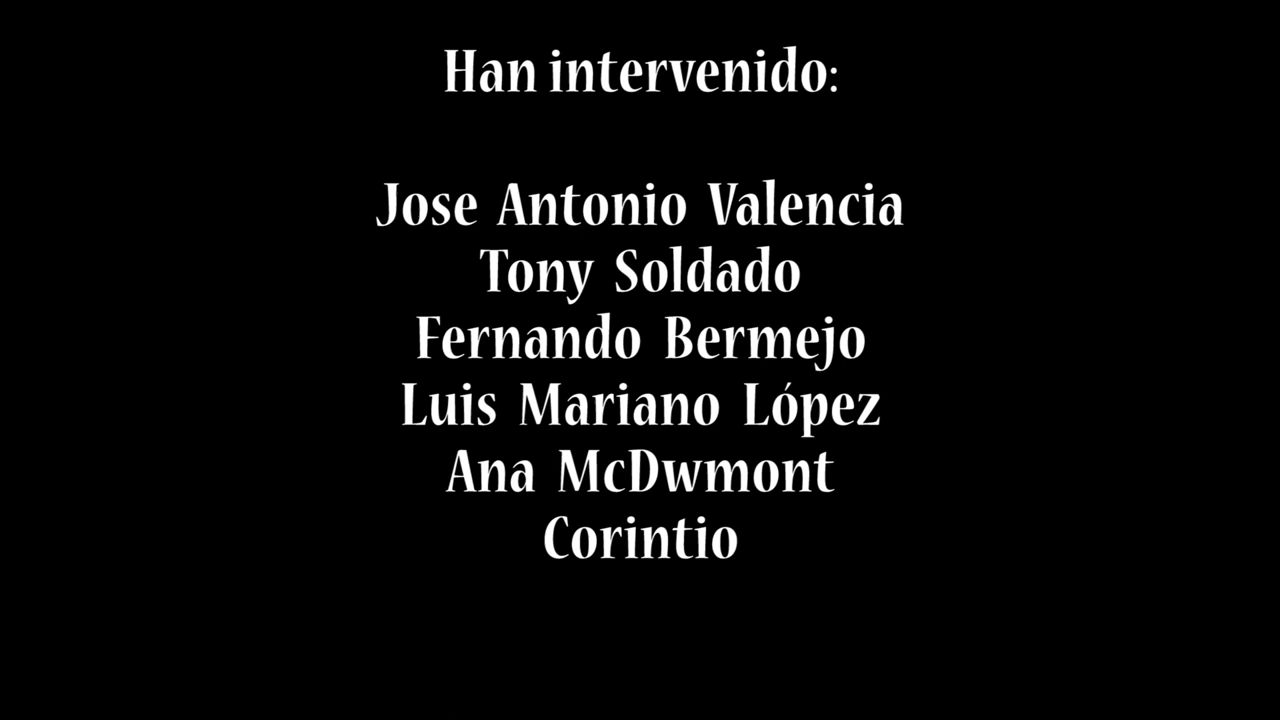 Han intervenido:
Jose Antonio Valencia
Tony Soldado
Fernando Bermejo
Luis Mariano López
Ana McDwmont
Corintio